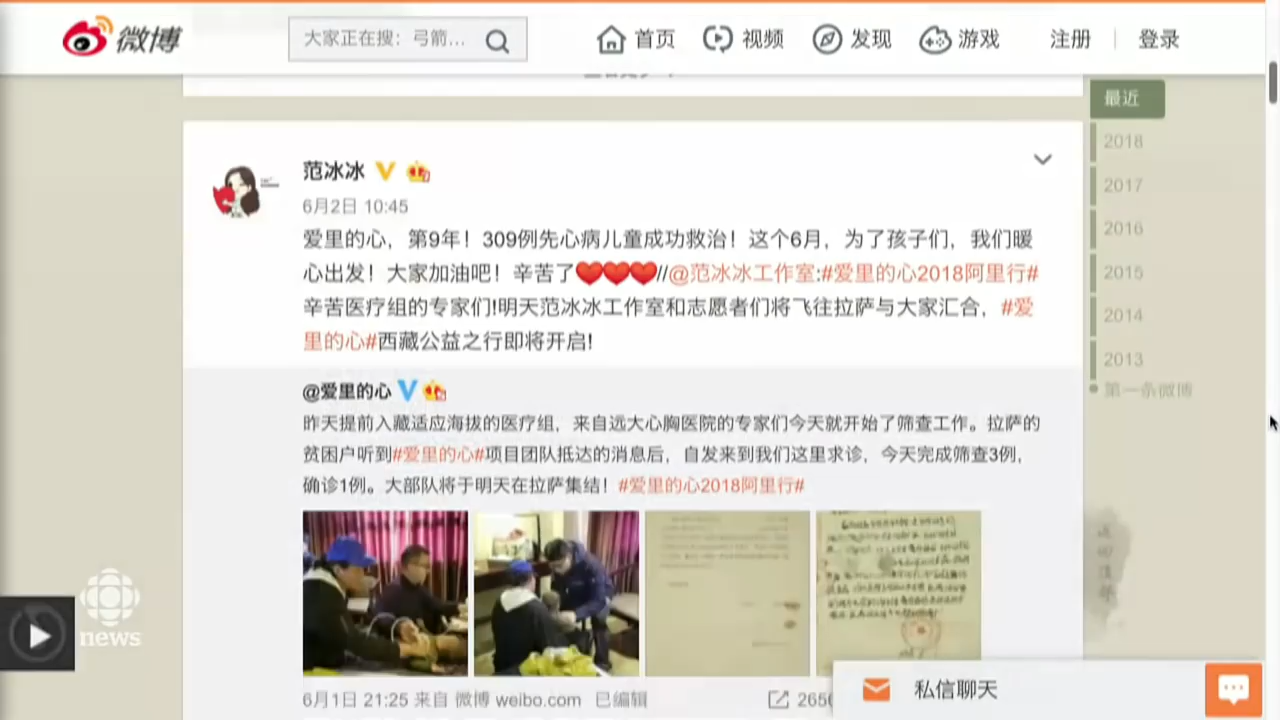 微博
大家正在搜：弓箭...
首页
视频
发现
游戏
注册
登录
最近
2018
2017
2016
2015
2014
2013
第一条微博
范冰冰
6月2日 10:45
爱里的心，第9年！309例先心病儿童成功救治！这个6月，为了孩子们，我们暖
心出发！大家加油吧！辛苦了❤❤❤//@范冰冰工作室:#爱里的心2018阿里行#
辛苦医疗组的专家们!明天范冰冰工作室和志愿者们将飞往拉萨与大家汇合，#爱
里的心#西藏公益之行即将开启!
@爱里的心
昨天提前入藏适应海拔的医疗组，来自远大心胸医院的专家们今天就开始了筛查工作。拉萨的
贫困户听到#爱里的心#项目团队抵达的消息后，自发来到我们这里求诊，今天完成筛查3例，
确诊1例。大部队将于明天在拉萨集结！#爱里的心2018阿里行#
6月1日 21:25 来自 微博 weibo.com 已编辑
私信聊天
news